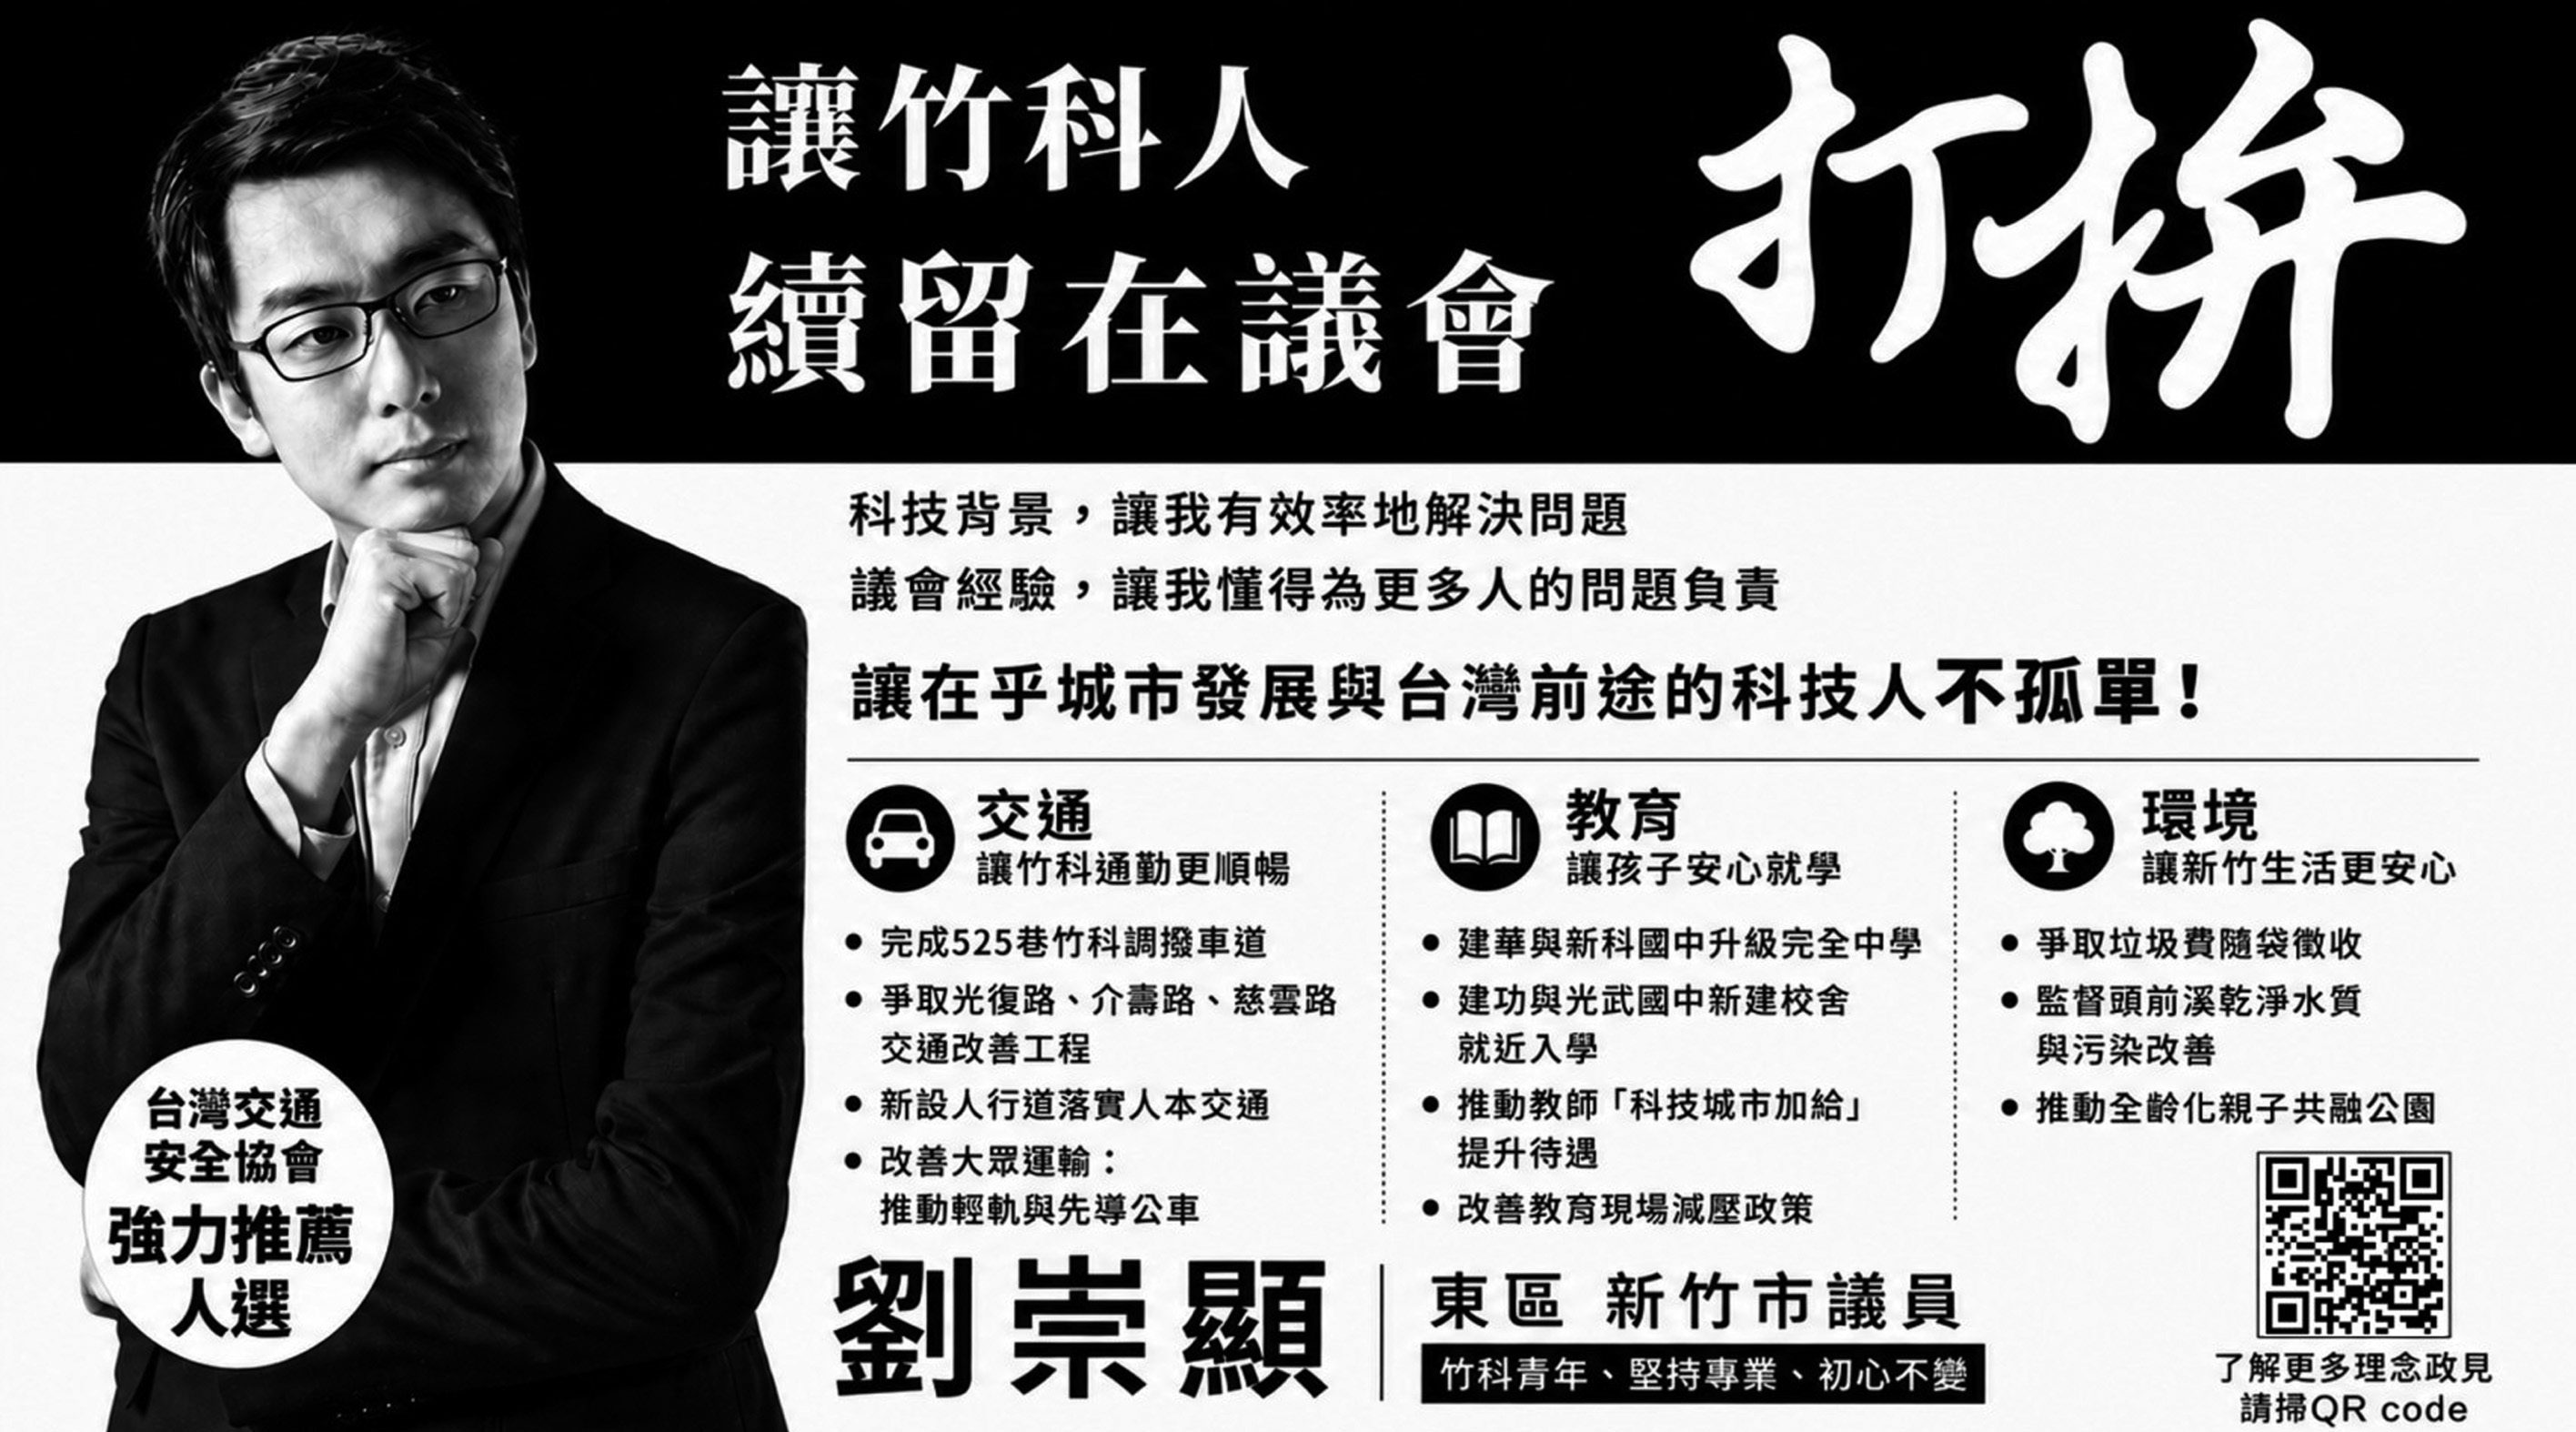 讓竹科人
續留在議會
打拚
科技背景，讓我有效率地解決問題
議會經驗，讓我懂得為更多人的問題負責
讓在乎城市發展與台灣前途的科技人不孤單！
交通
讓竹科通勤更順暢
● 完成525巷竹科調撥車道
● 爭取光復路、介壽路、慈雲路
交通改善工程
● 新設人行道落實人本交通
● 改善大眾運輸：
推動輕軌與先導公車
教育
讓孩子安心就學
● 建華與新科國中升級完全中學
● 建功與光武國中新建校舍
就近入學
● 推動教師「科技城市加給」
提升待遇
● 改善教育現場減壓政策
環境
讓新竹生活更安心
● 爭取垃圾費隨袋徵收
● 監督頭前溪乾淨水質
與污染改善
● 推動全齡化親子共融公園
台灣交通
安全協會
強力推薦
人選
劉崇顯
東區 新竹市議員
竹科青年、堅持專業、初心不變
了解更多理念政見
請掃QR code